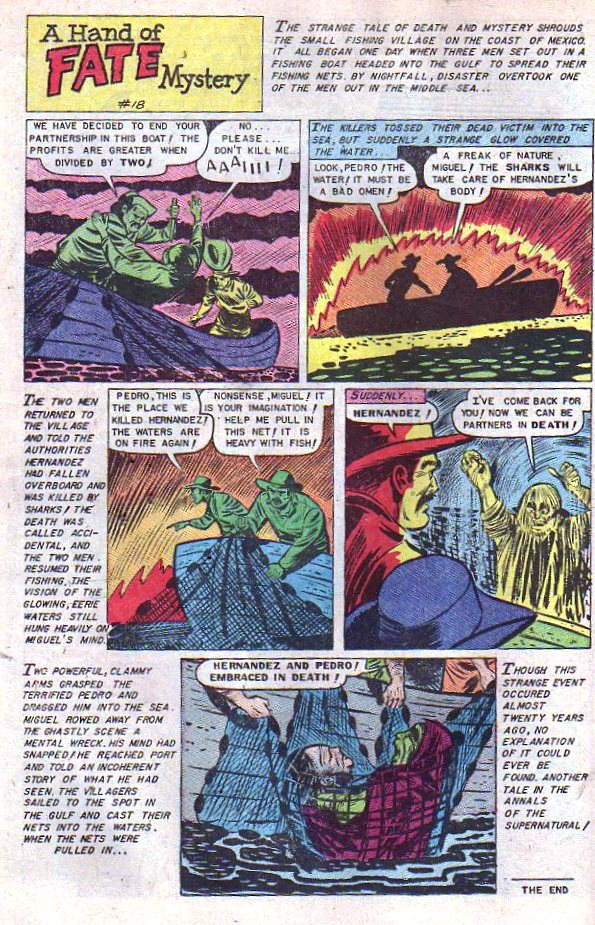 A Hand of
FATE
Mystery
#18
THE STRANGE TALE OF DEATH AND MYSTERY SHROUDS
THE SMALL FISHING VILLAGE ON THE COAST OF MEXICO.
IT ALL BEGAN ONE DAY WHEN THREE MEN SET OUT IN A
FISHING BOAT HEADED INTO THE GULF TO SPREAD THEIR
FISHING NETS. BY NIGHTFALL, DISASTER OVERTOOK ONE
OF THE MEN OUT IN THE MIDDLE SEA...
WE HAVE DECIDED TO END YOUR
PARTNERSHIP IN THIS BOAT! THE
PROFITS ARE GREATER WHEN
DIVIDED BY TWO!
NO...
PLEASE...
DON'T KILL ME...
AAAIIII!
THE KILLERS TOSSED THEIR DEAD VICTIM INTO THE
SEA, BUT SUDDENLY A STRANGE GLOW COVERED
THE WATER...
LOOK, PEDRO! THE
WATER! IT MUST BE
A BAD OMEN!
A FREAK OF NATURE,
MIGUEL! THE SHARKS WILL
TAKE CARE OF HERNANDEZ'S
BODY!
THE TWO MEN
RETURNED TO
THE VILLAGE
AND TOLD THE
AUTHORITIES
HERNANDEZ
HAD FALLEN
OVERBOARD AND
WAS KILLED BY
SHARKS! THE
DEATH WAS
CALLED ACCI-
DENTAL, AND
THE TWO MEN
RESUMED THEIR
FISHING. THE
VISION OF THE
GLOWING, EERIE
WATERS STILL
HUNG HEAVILY ON
MIGUEL'S MIND.
PEDRO, THIS IS
THE PLACE WE
KILLED HERNANDEZ!
THE WATERS ARE
ON FIRE AGAIN!
NONSENSE, MIGUEL! IT
IS YOUR IMAGINATION!
HELP ME PULL IN
THIS NET! IT IS
HEAVY WITH FISH!
SUDDENLY...
HERNANDEZ!
I'VE COME BACK FOR
YOU! NOW WE CAN BE
PARTNERS IN DEATH!
TWO POWERFUL, CLAMMY
ARMS GRASPED THE
TERRIFIED PEDRO AND
DRAGGED HIM INTO THE SEA.
MIGUEL ROWED AWAY FROM
THE GHASTLY SCENE A
MENTAL WRECK. HIS MIND HAD
SNAPPED! HE REACHED PORT
AND TOLD AN INCOHERENT
STORY OF WHAT HE HAD
SEEN. THE VILLAGERS
SAILED TO THE SPOT IN
THE GULF AND CAST THEIR
NETS INTO THE WATERS.
WHEN THE NETS WERE
PULLED IN...
HERNANDEZ AND PEDRO!
EMBRACED IN DEATH!
THOUGH THIS
STRANGE EVENT
OCCURED
ALMOST
TWENTY YEARS
AGO, NO
EXPLANATION
OF IT COULD
EVER BE
FOUND. ANOTHER
TALE IN THE
ANNALS
OF THE
SUPERNATURAL!
THE END